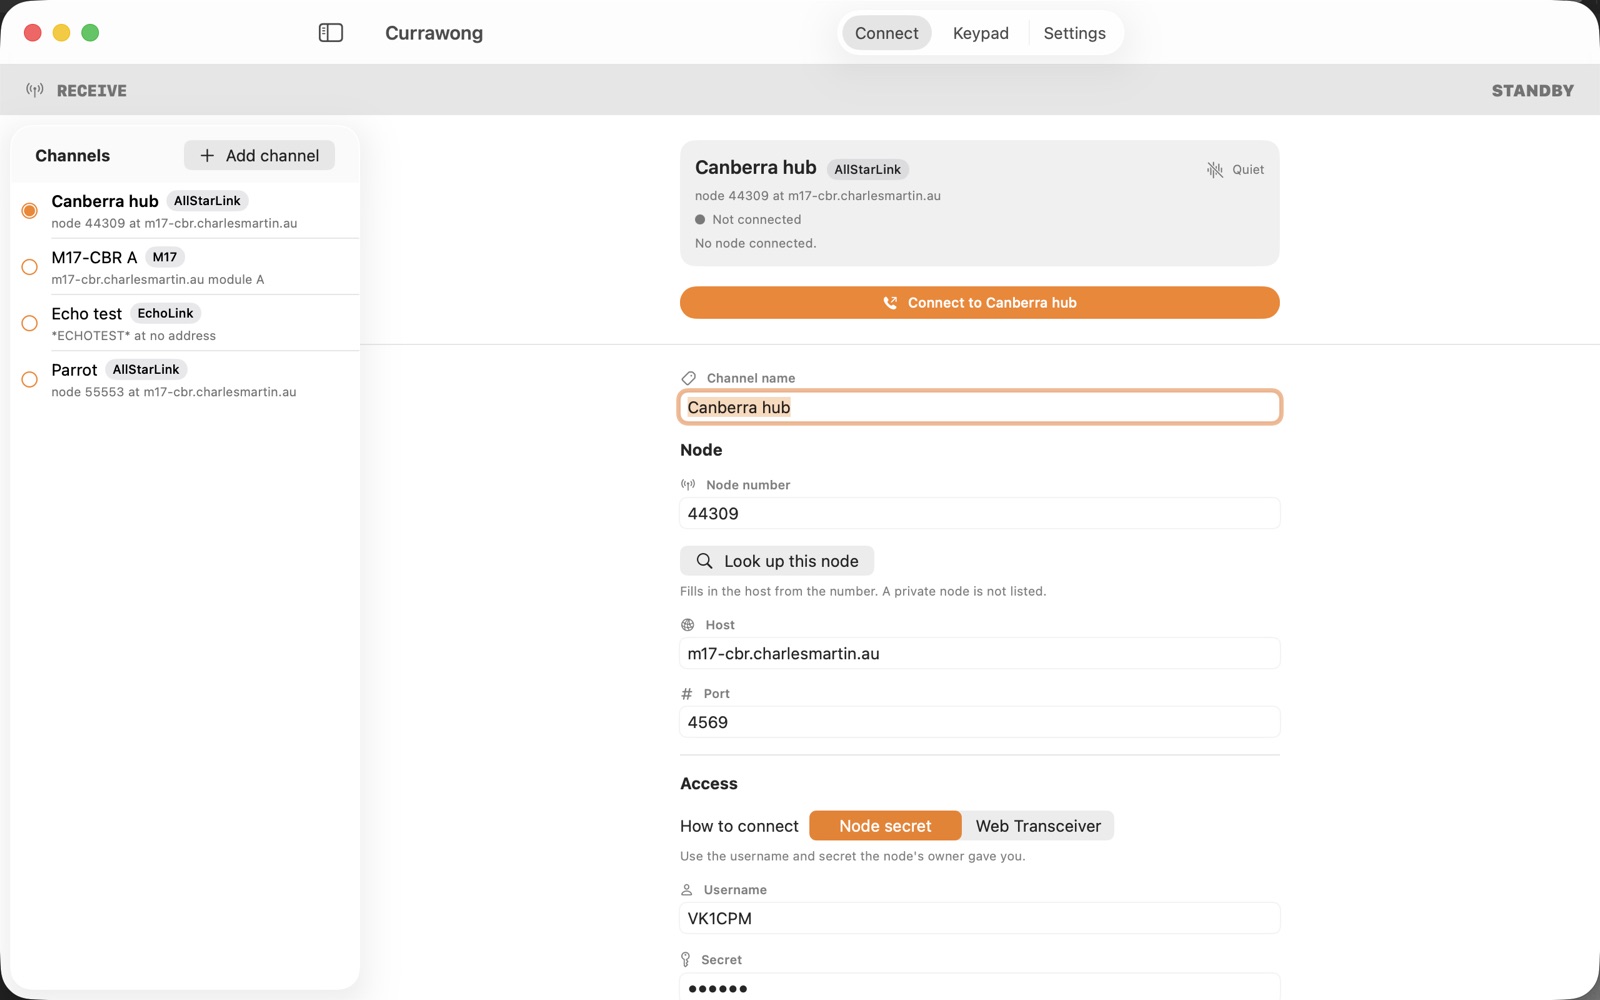 Currawong
Connect
Keypad
Settings
RECEIVE
STANDBY
Channels
+ Add channel
Canberra hub AllStarLink
node 44309 at m17-cbr.charlesmartin.au
M17-CBR A M17
m17-cbr.charlesmartin.au module A
Echo test EchoLink
*ECHOTEST* at no address
Parrot AllStarLink
node 55553 at m17-cbr.charlesmartin.au
Canberra hub AllStarLink
Quiet
node 44309 at m17-cbr.charlesmartin.au
Not connected
No node connected.
Connect to Canberra hub
Channel name
Canberra hub
Node
Node number
44309
Look up this node
Fills in the host from the number. A private node is not listed.
Host
m17-cbr.charlesmartin.au
# Port
4569
Access
How to connect Node secret Web Transceiver
Use the username and secret the node's owner gave you.
Username
VK1CPM
Secret
••••••